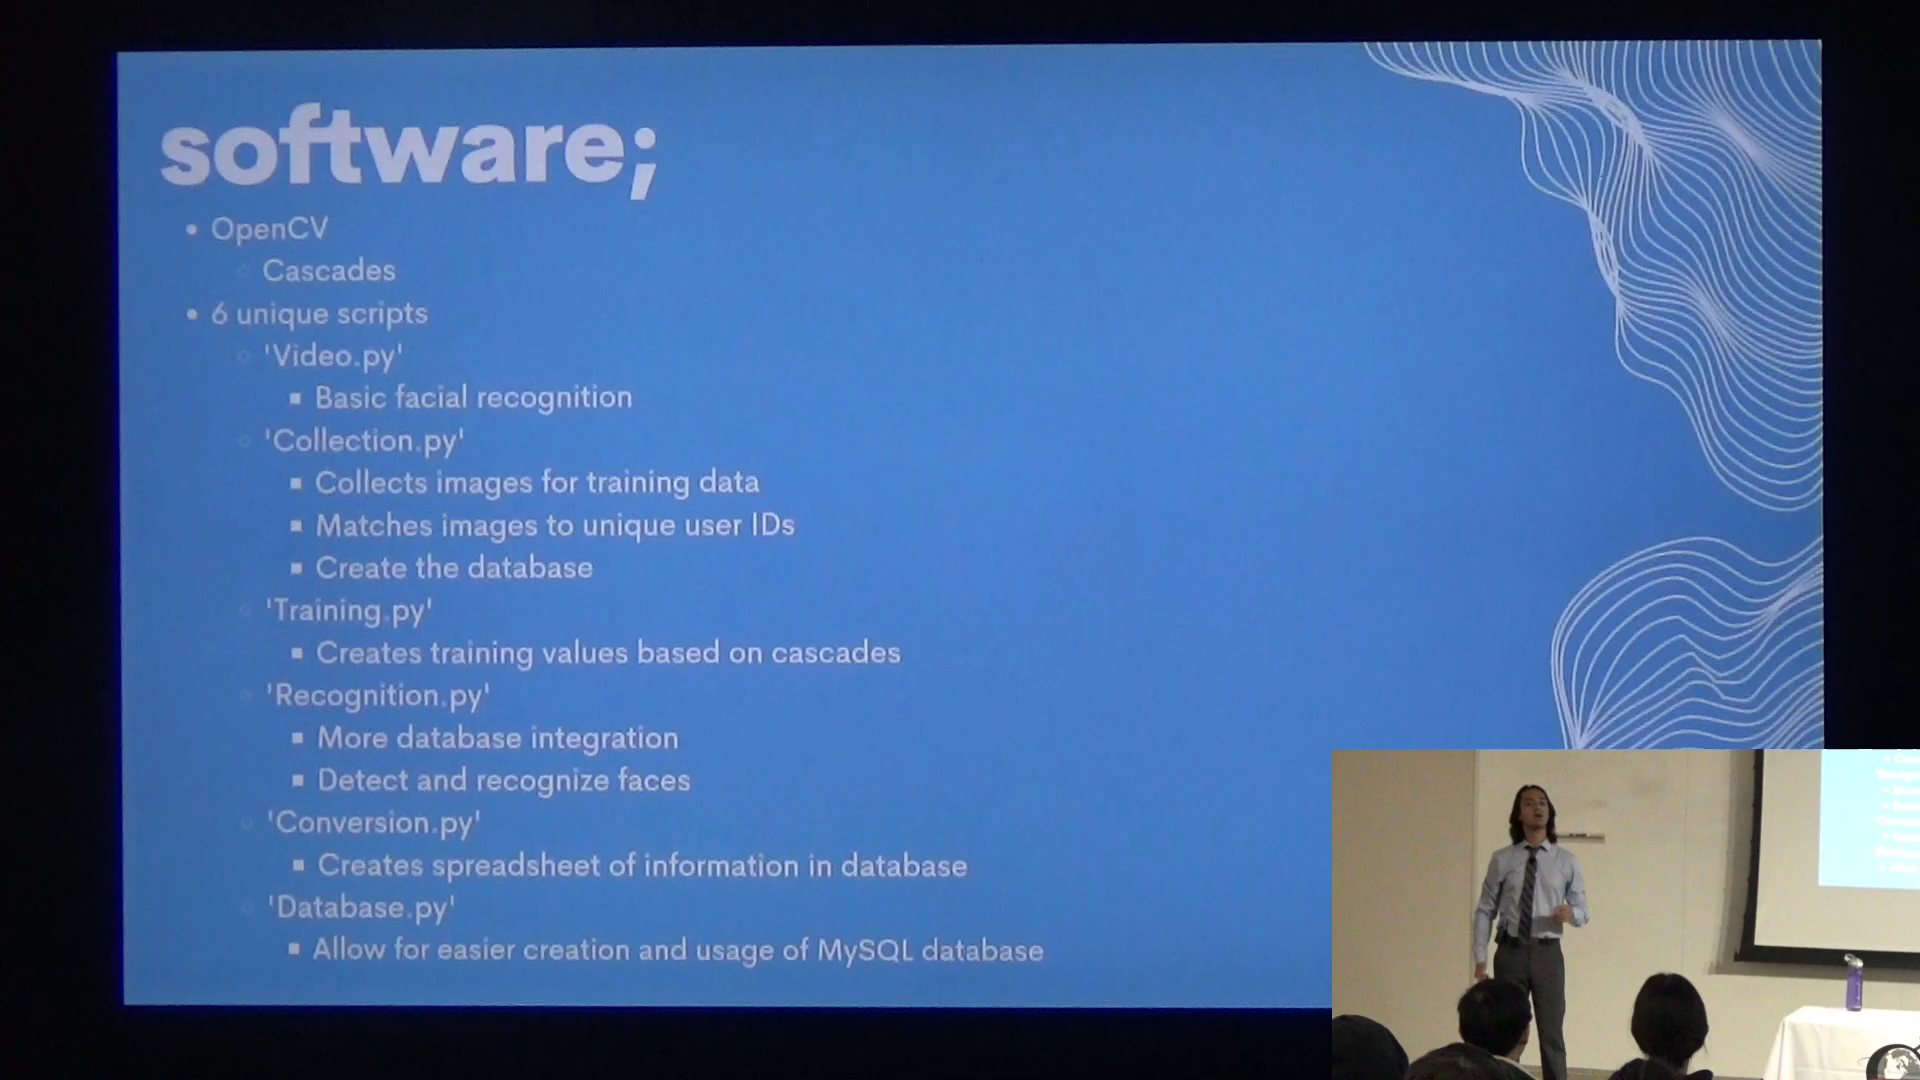 software;
OpenCV
Cascades
6 unique scripts
'Video.py'
Basic facial recognition
'Collection.py'
Collects images for training data
Matches images to unique user IDs
Create the database
'Training.py'
Creates training values based on cascades
'Recognition.py'
More database integration
Detect and recognize faces
'Conversion.py'
Creates spreadsheet of information in database
'Database.py'
Allow for easier creation and usage of MySQL database